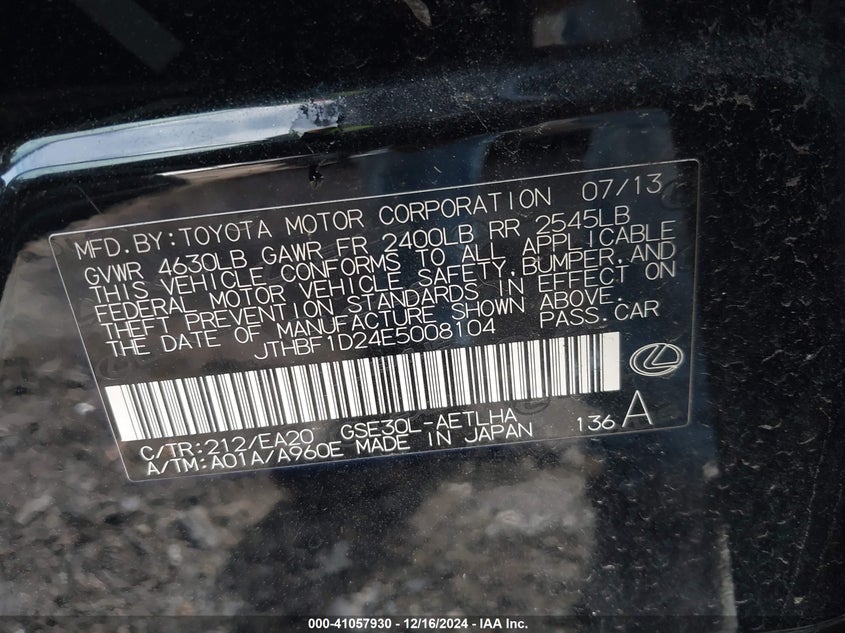 MFD.BY:TOYOTA MOTOR CORPORATION 07/13
GVWR 4630LB GAWR FR 2400LB RR 2545LB
THIS VEHICLE CONFORMS TO ALL APPLICABLE
FEDERAL MOTOR VEHICLE SAFETY,BUMPER,AND
THEFT PREVENTION STANDARDS IN EFFECT ON
THE DATE OF MANUFACTURE SHOWN ABOVE.
JTHBF1D24E5008104 PASS.CAR
C/TR:212/EA20 GSE30L-AETLHA 136 A
A/TM:A01A/A960E MADE IN JAPAN
000-41057930 - 12/16/2024 - IAA Inc.